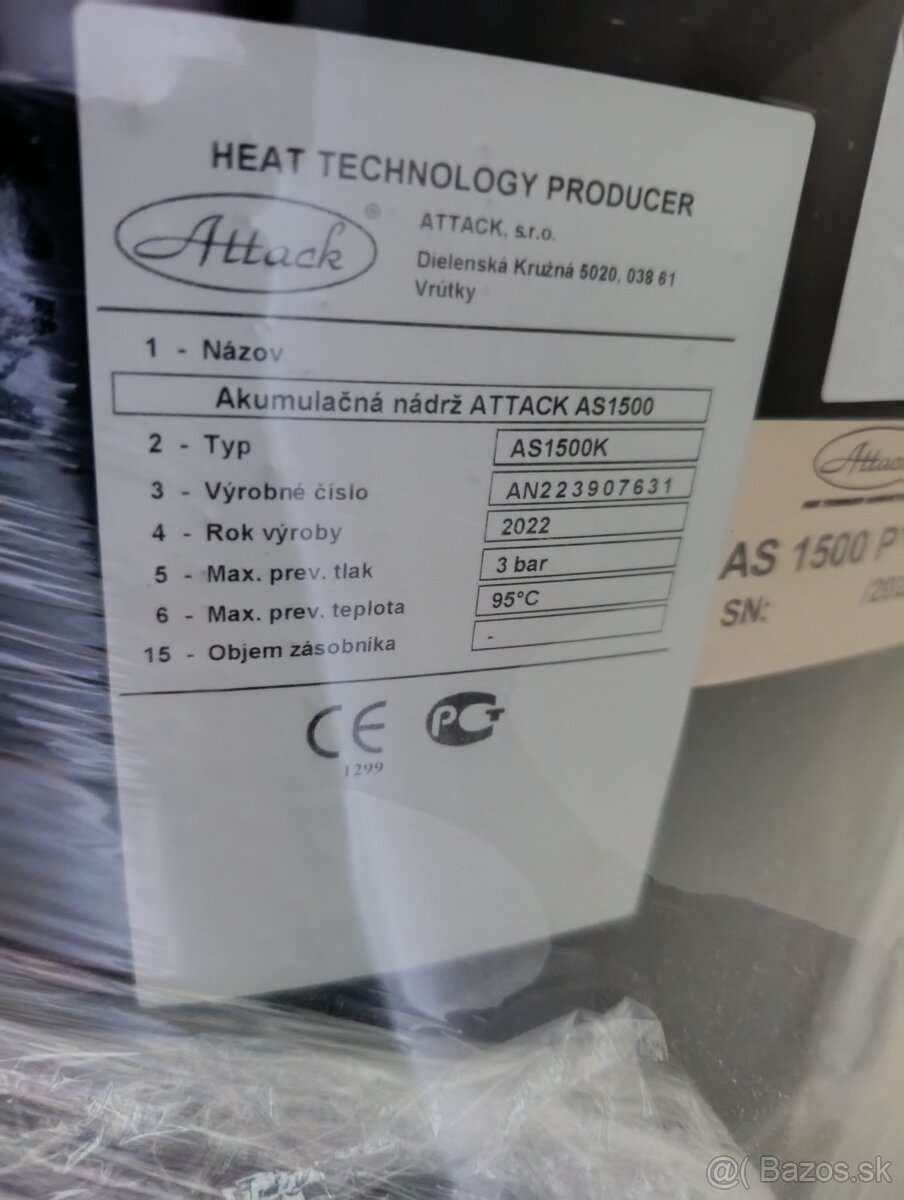 HEAT TECHNOLOGY PRODUCER
Attack ®
ATTACK, s.r.o.
Dielenská Kružná 5020, 038 61
Vrútky
1 - Názov
Akumulačná nádrž ATTACK AS1500
2 - Typ AS1500K
3 - Výrobné číslo AN223907631
4 - Rok výroby 2022
5 - Max. prev. tlak 3 bar
6 - Max. prev. teplota 95°C
15 - Objem zásobníka -
CE PCT
1299
Attack
AS 1500
SN:
@( Bazos.sk